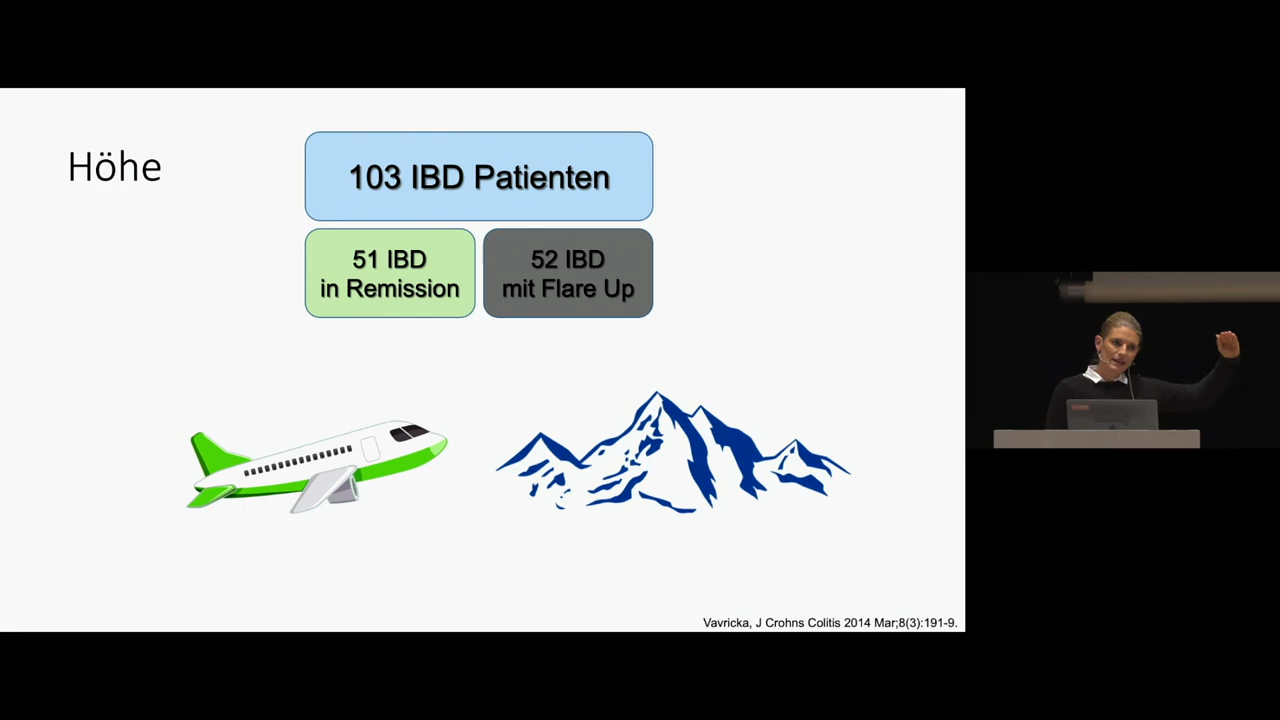 Höhe
103 IBD Patienten
51 IBD
in Remission
52 IBD
mit Flare Up
Vavricka, J Crohns Colitis 2014 Mar;8(3):191-9.